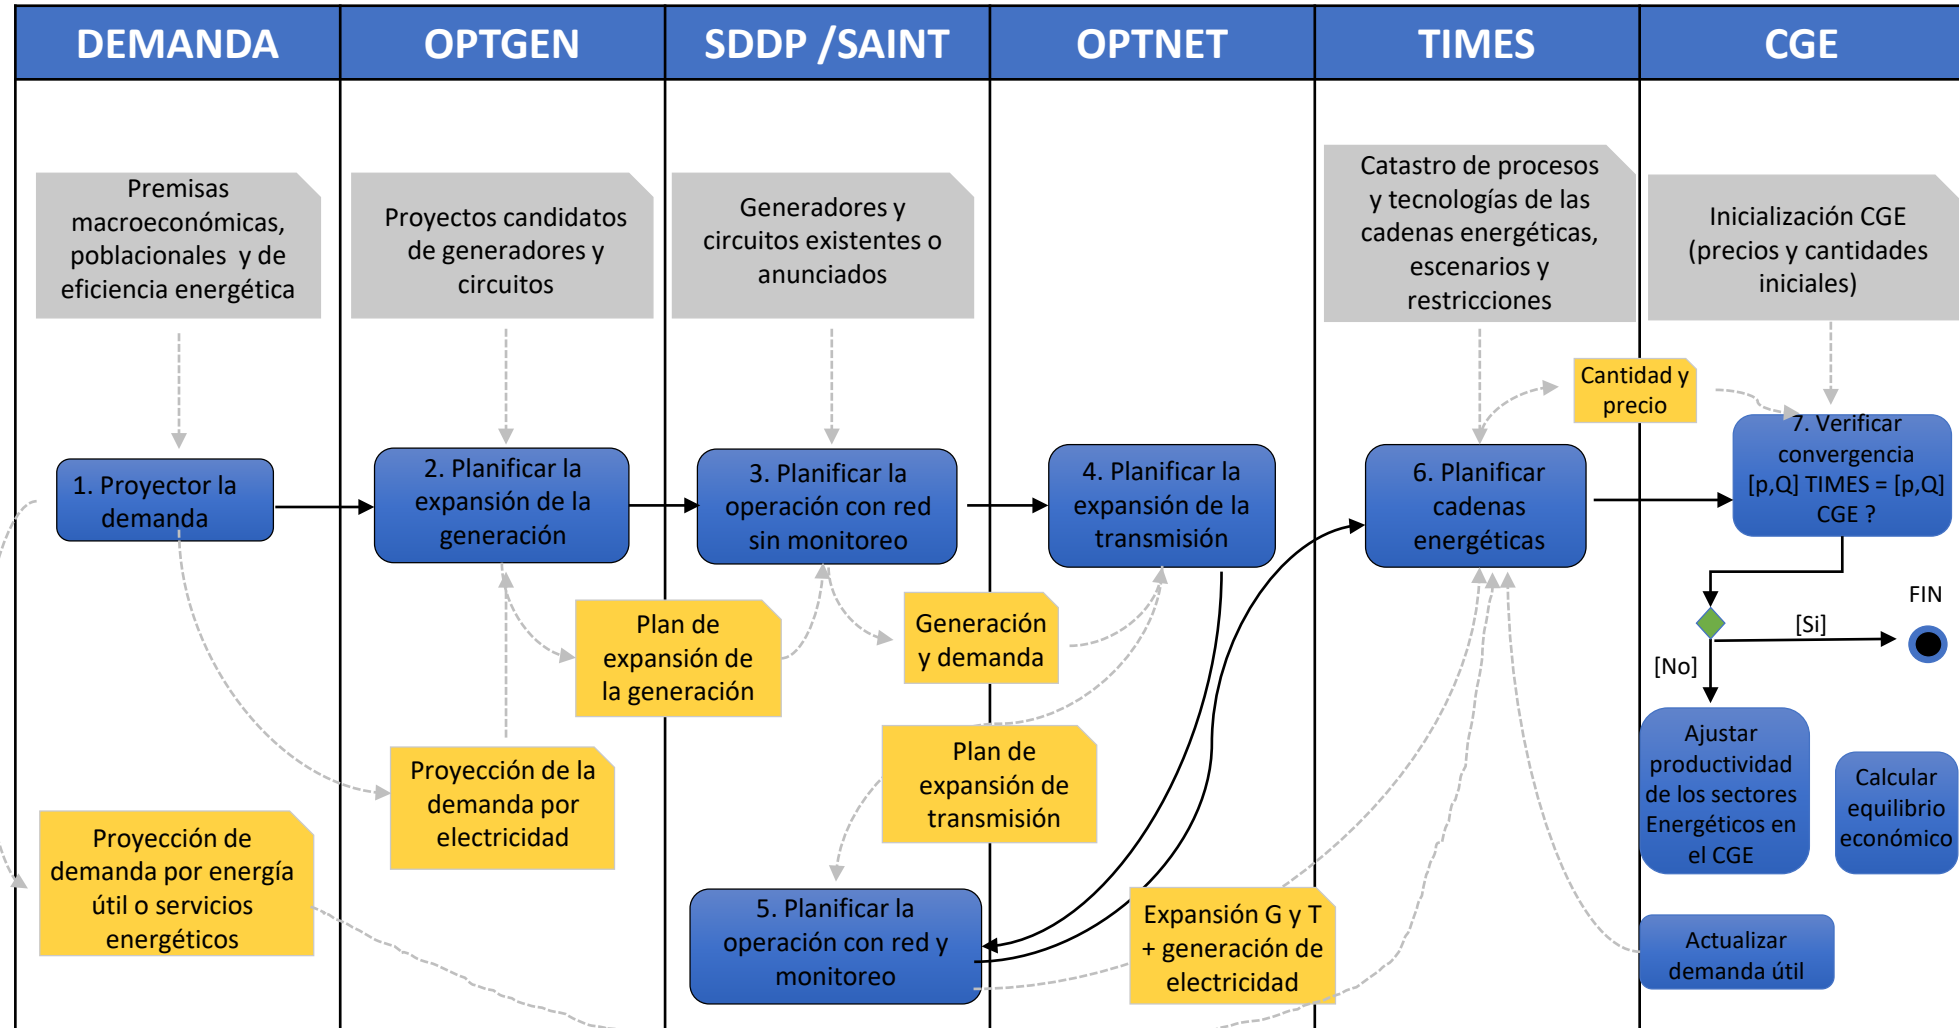 DEMANDA
OPTGEN
SDDP /SAINT
OPTNET
TIMES
CGE
Premisas
macroeconómicas,
poblacionales y de
eficiencia energética
Proyectos candidatos
de generadores y
circuitos
Generadores y
circuitos existentes o
anunciados
Catastro de procesos
y tecnologías de las
cadenas energéticas,
escenarios y
restricciones
Inicialización CGE
(precios y cantidades
iniciales)
Cantidad y
precio
1. Proyector la
demanda
2. Planificar la
expansión de la
generación
3. Planificar la
operación con red
sin monitoreo
4. Planificar la
expansión de la
transmisión
6. Planificar
cadenas
energéticas
7. Verificar
convergencia
[p,Q] TIMES = [p,Q]
CGE ?
Plan de
expansión de
la generación
Generación
y demanda
FIN
[Si]
[No]
Proyección de la
demanda por
electricidad
Plan de
expansión de
transmisión
Ajustar
productividad
de los sectores
Energéticos en
el CGE
Calcular
equilibrio
económico
Proyección de
demanda por energía
útil o servicios
energéticos
5. Planificar la
operación con red y
monitoreo
Expansión G y T
+ generación de
electricidad
Actualizar
demanda útil